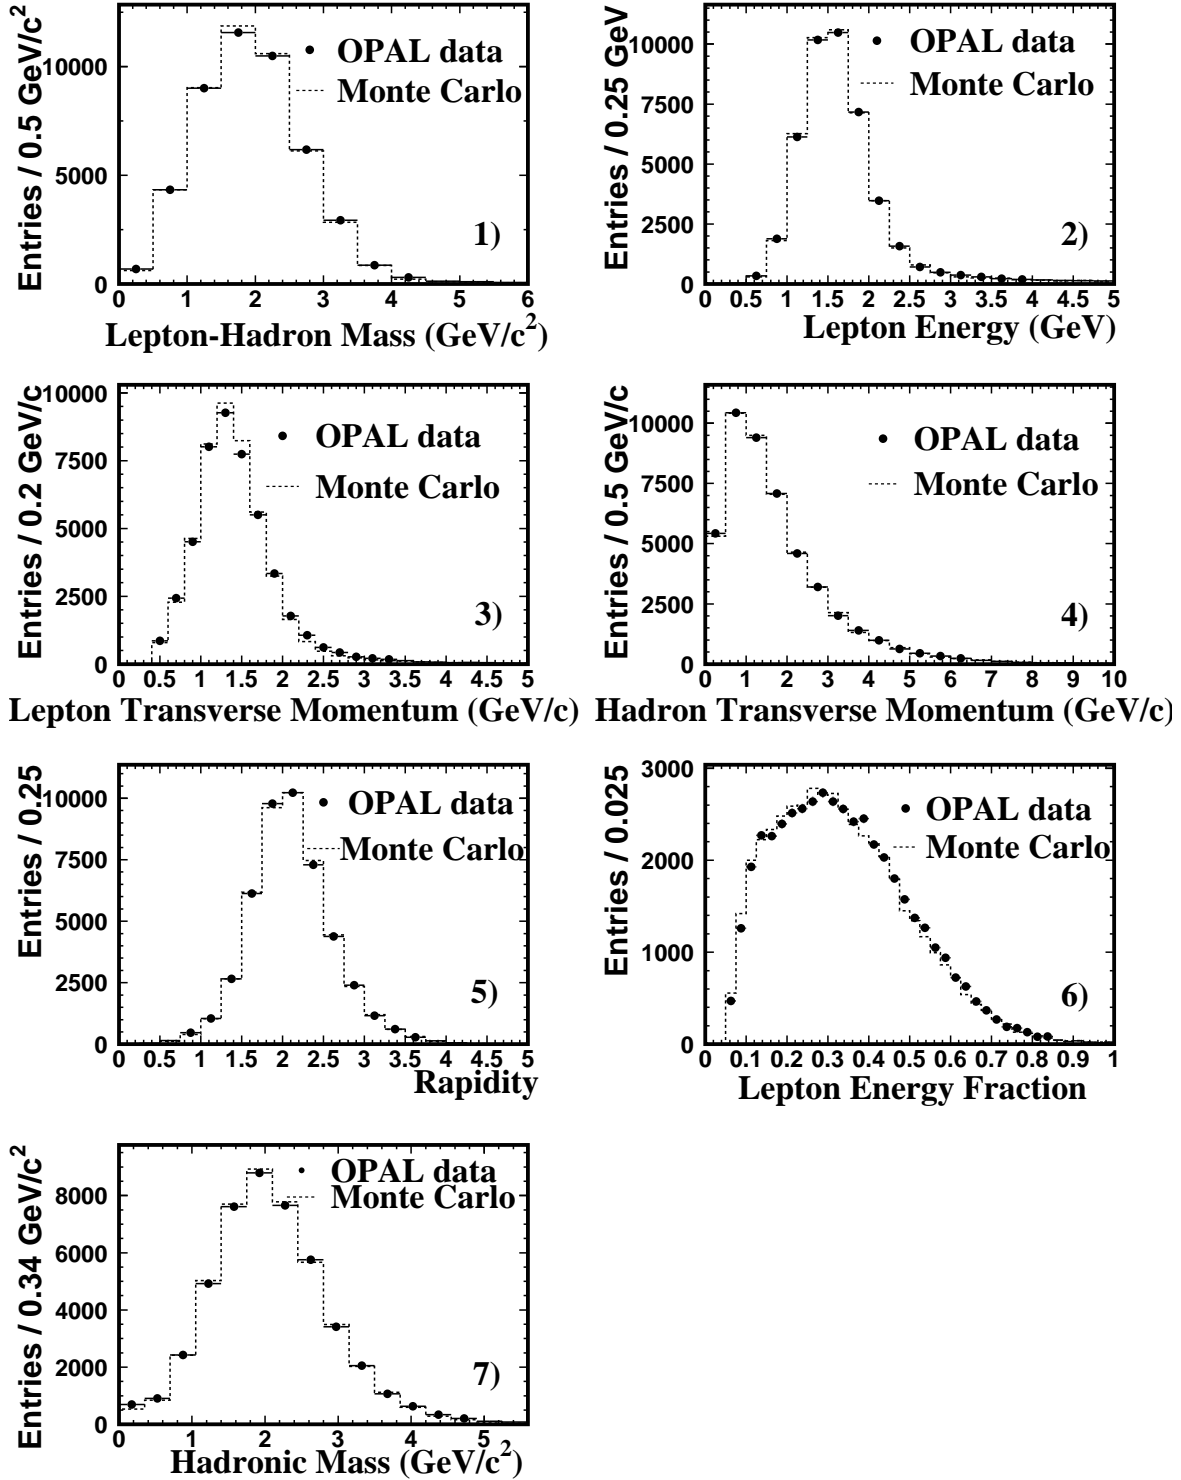 Entries / 0.5 GeV/c2
10000
5000
0
OPAL data
Monte Carlo
1)
0 1 2 3 4 5 6
Lepton-Hadron Mass (GeV/c2)
Entries / 0.25 GeV
10000
7500
5000
2500
0
OPAL data
Monte Carlo
2)
0 0.5 1 1.5 2 2.5 3 3.5 4 4.5 5
Lepton Energy (GeV)
Entries / 0.2 GeV/c
10000
7500
5000
2500
0
OPAL data
Monte Carlo
3)
0 0.5 1 1.5 2 2.5 3 3.5 4 4.5 5
Lepton Transverse Momentum (GeV/c)
Entries / 0.5 GeV/c
10000
7500
5000
2500
0
OPAL data
Monte Carlo
4)
0 1 2 3 4 5 6 7 8 9 10
Hadron Transverse Momentum (GeV/c)
Entries / 0.25
10000
7500
5000
2500
0
OPAL data
Monte Carlo
5)
0 0.5 1 1.5 2 2.5 3 3.5 4 4.5 5
Rapidity
Entries / 0.025
3000
2000
1000
0
OPAL data
Monte Carlo
6)
0 0.1 0.2 0.3 0.4 0.5 0.6 0.7 0.8 0.9 1
Lepton Energy Fraction
Entries / 0.34 GeV/c2
8000
6000
4000
2000
0
OPAL data
Monte Carlo
7)
0 1 2 3 4 5
Hadronic Mass (GeV/c2)